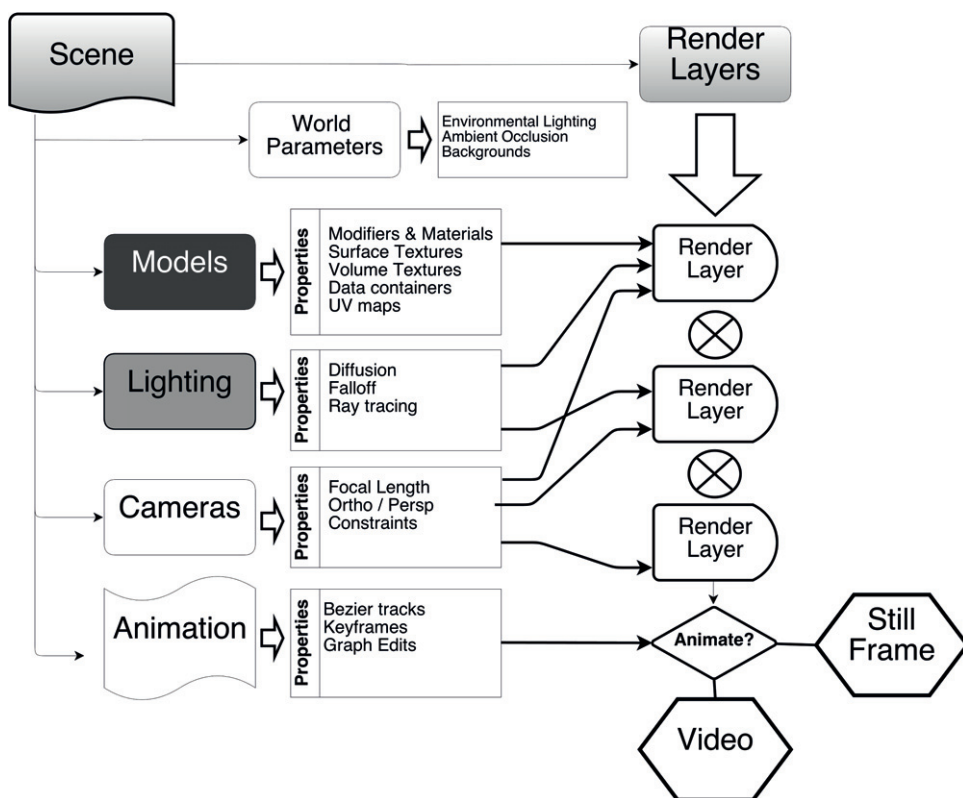 Scene
Render
Layers
World
Parameters
Environmental Lighting
Ambient Occlusion
Backgrounds
Models
Properties
Modifiers & Materials
Surface Textures
Volume Textures
Data containers
UV maps
Render
Layer
Lighting
Properties
Diffusion
Falloff
Ray tracing
Render
Layer
Cameras
Properties
Focal Length
Ortho / Persp
Constraints
Render
Layer
Animation
Properties
Bezier tracks
Keyframes
Graph Edits
Animate?
Still
Frame
Video